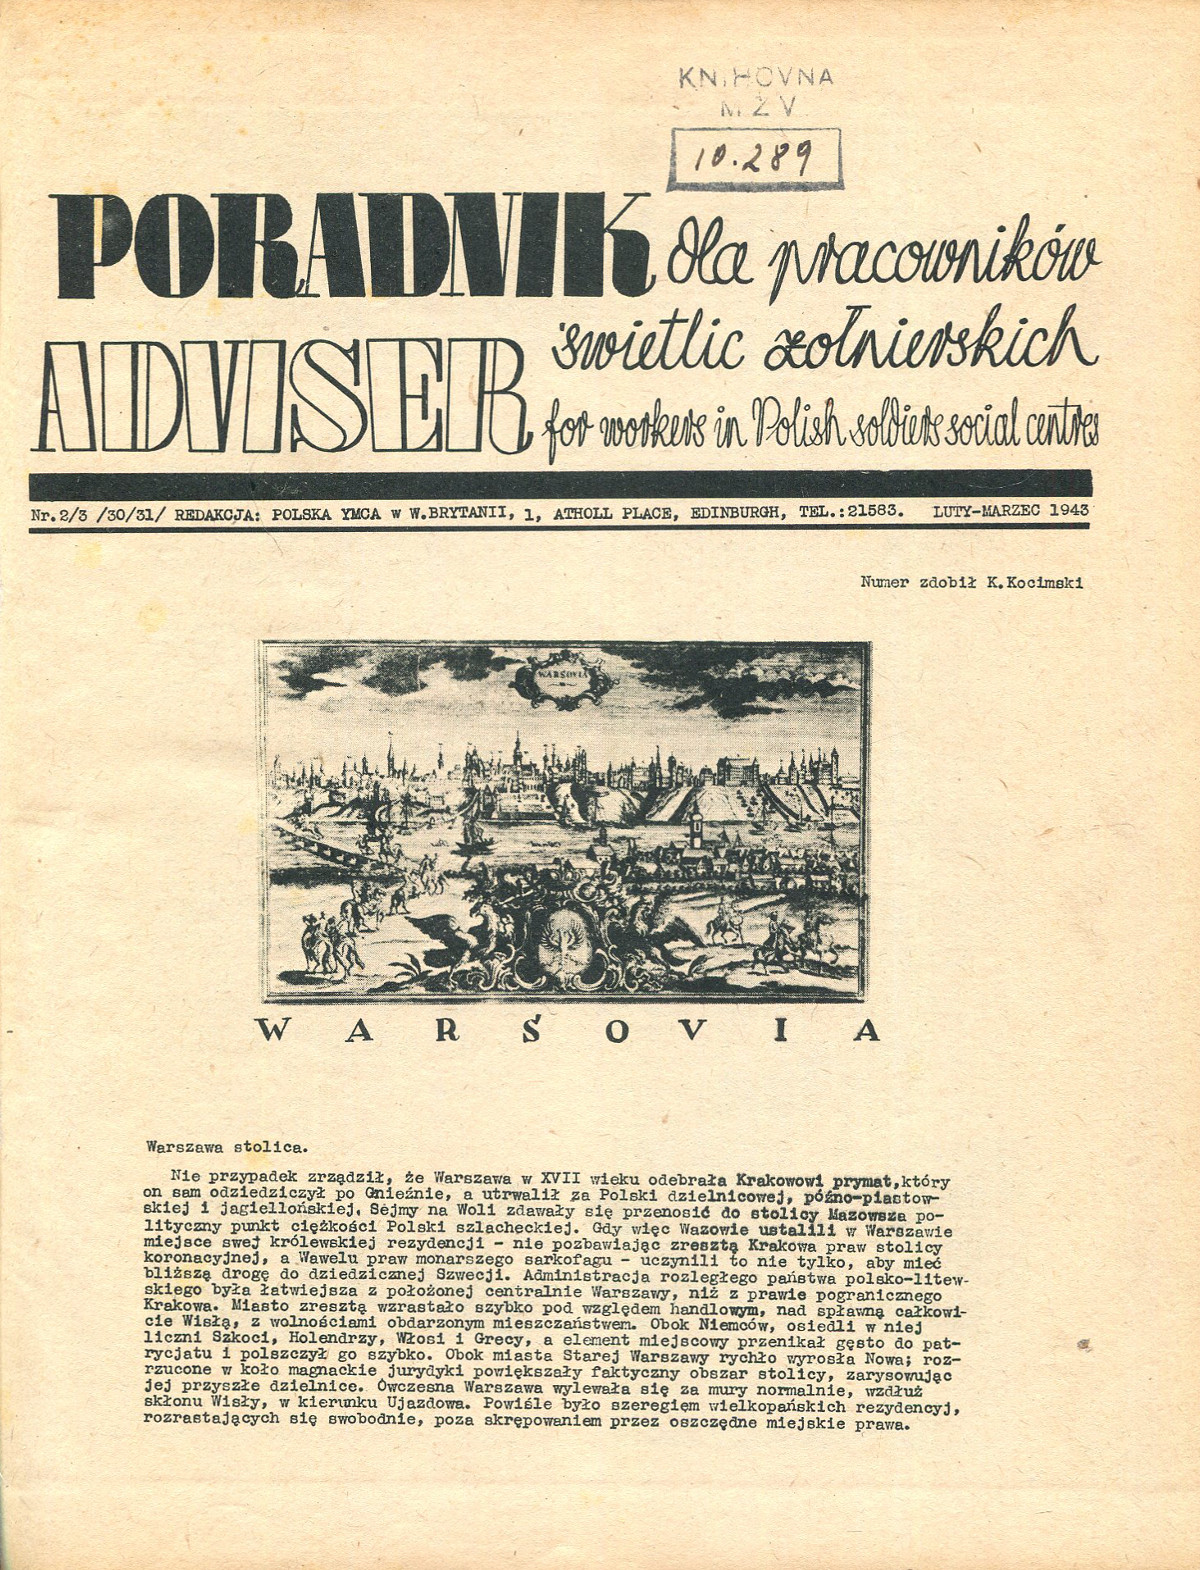 KNIHOVNA
M Z V
10.289
PORADNIK dla pracowników
świetlic żołnierskich
ADVISER for workers in Polish soldiers social centres
Nr.2/3 /30/31/ REDAKCJA: POLSKA YMCA w W.BRYTANII, 1, ATHOLL PLACE, EDINBURGH, TEL.:21583. LUTY-MARZEC 1943
Numer zdobił K.Kocimski
WARSOVIA
WARSOVIA
Warszawa stolica.
Nie przypadek zrządził, że Warszawa w XVII wieku odebrała Krakowowi prymat,który
on sam odziedziczył po Gnieźnie, a utrwalił za Polski dzielnicowej, późno-piastow-
skiej i jagiellońskiej. Sejmy na Woli zdawały się przenosić do stolicy Mazowsza po-
lityczny punkt ciężkości Polski szlacheckiej. Gdy więc Wazowie ustalili w Warszawie
miejsce swej królewskiej rezydencji - nie pozbawiając zresztą Krakowa praw stolicy
koronacyjnej, a Wawelu praw monarszego sarkofagu - uczynili to nie tylko, aby mieć
bliższą drogę do dziedzicznej Szwecji. Administracja rozległego państwa polsko-litew-
skiego była łatwiejsza z położonej centralnie Warszawy, niż z prawie pogranicznego
Krakowa. Miasto zresztą wzrastało szybko pod względem handlowym, nad spławną całkowi-
cie Wisłą, z wolnościami obdarzonym mieszczaństwem. Obok Niemców, osiedli w niej
liczni Szkoci, Holendrzy, Włosi i Grecy, a element miejscowy przenikał gęsto do pat-
rycjatu i polszczył go szybko. Obok miasta Starej Warszawy rychło wyrosła Nowa; roz-
rzucone w koło magnackie jurydyki powiększały faktyczny obszar stolicy, zarysowując
jej przyszłe dzielnice. Ówczesna Warszawa wylewała się za mury normalnie, wzdłuż
skłonu Wisły, w kierunku Ujazdowa. Powiśle było szeregiem wielkopańskich rezydencyj,
rozrastających się swobodnie, poza skrępowaniem przez oszczędne miejskie prawa.